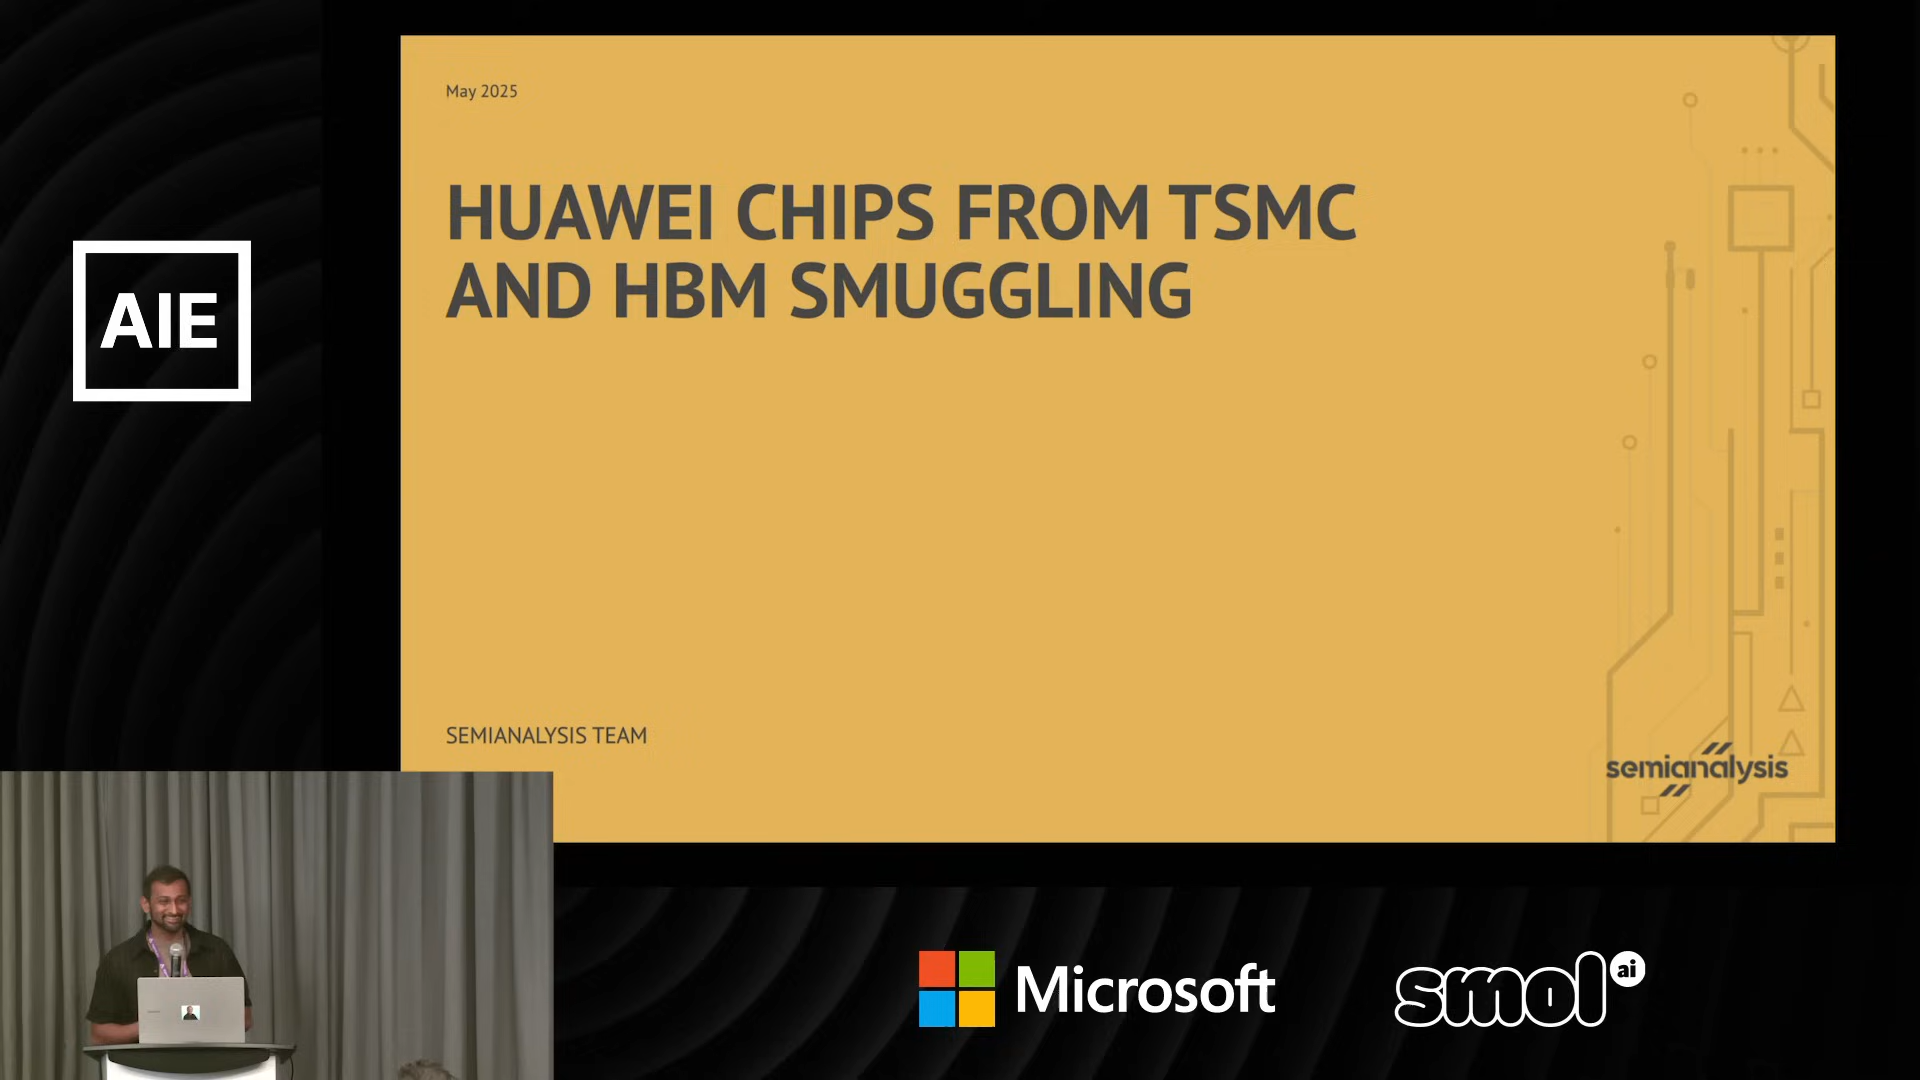 May 2025
HUAWEI CHIPS FROM TSMC
AND HBM SMUGGLING
AIE
SEMIANALYSIS TEAM
semianalysis
Microsoft
smol ai